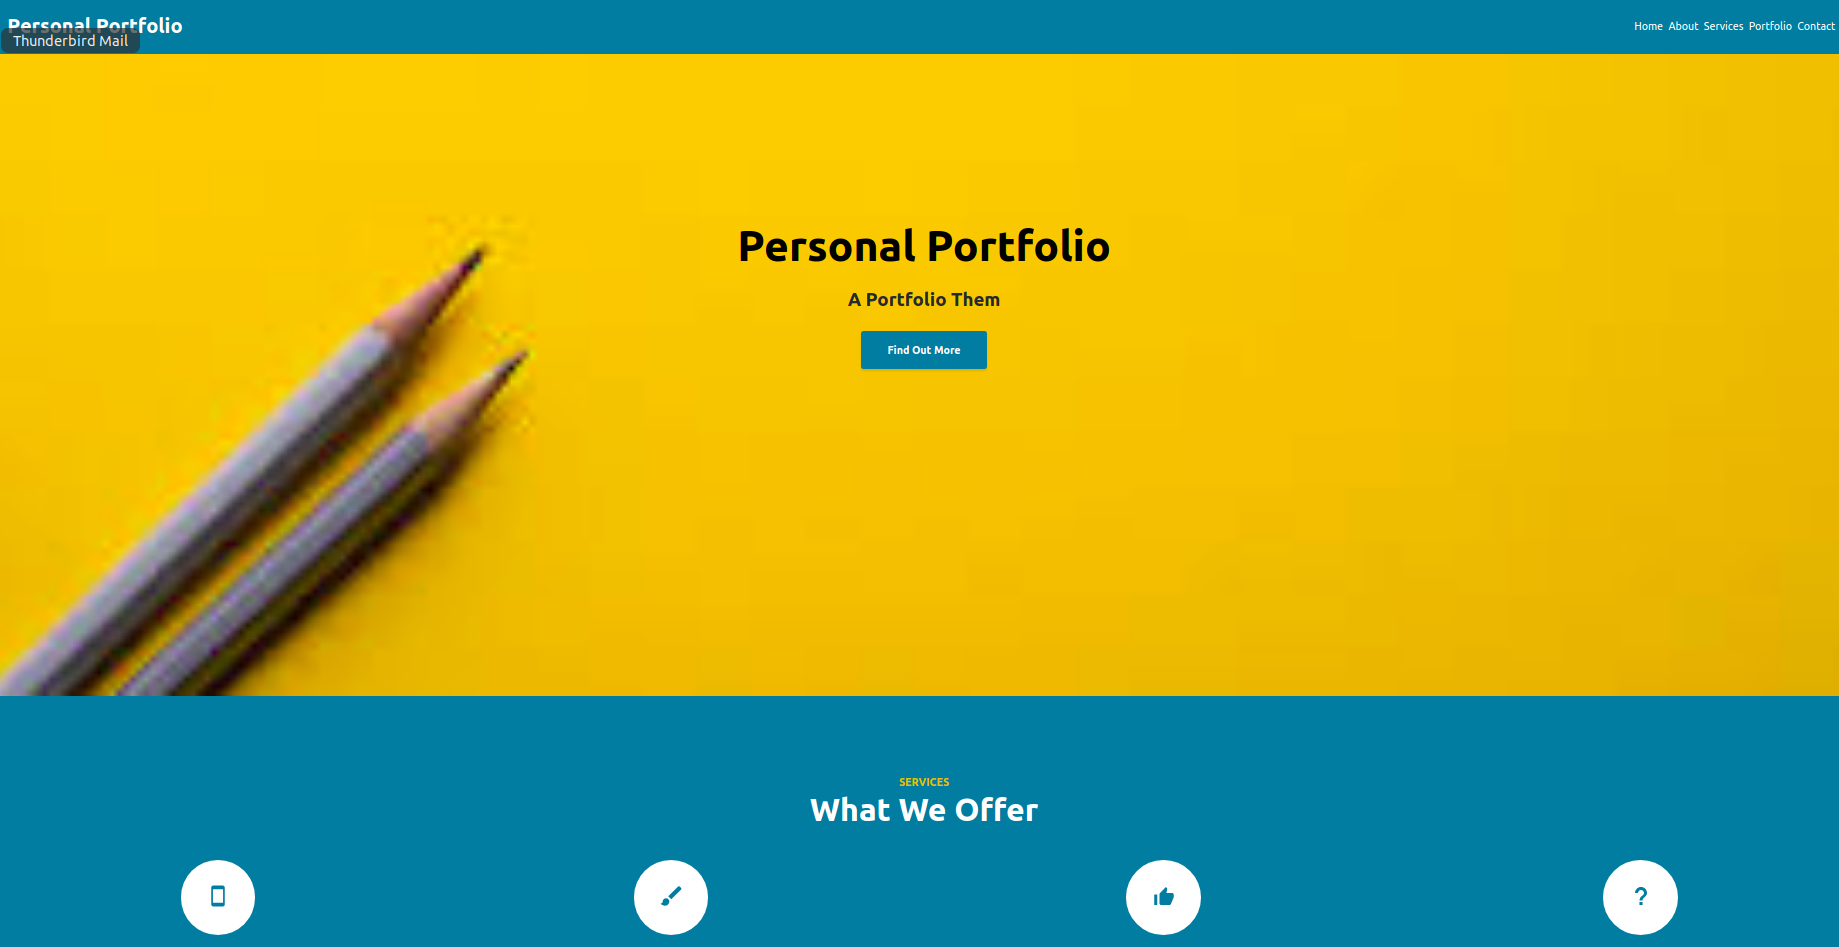 Personal Portfolio
Thunderbird Mail
Home About Services Portfolio Contact
Personal Portfolio
A Portfolio Them
Find Out More
SERVICES
What We Offer
?